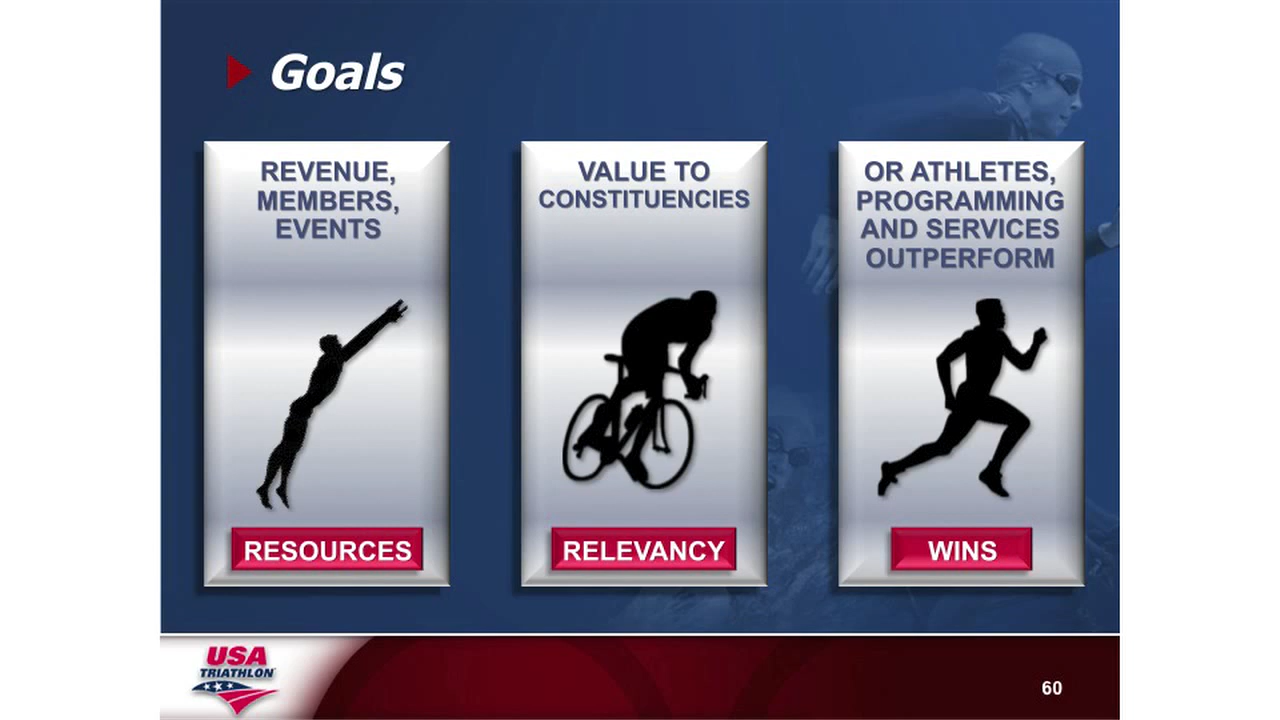 Goals
REVENUE,
MEMBERS,
EVENTS
RESOURCES
VALUE TO
CONSTITUENCIES
RELEVANCY
OR ATHLETES,
PROGRAMMING
AND SERVICES
OUTPERFORM
WINS
USA
TRIATHLON
60